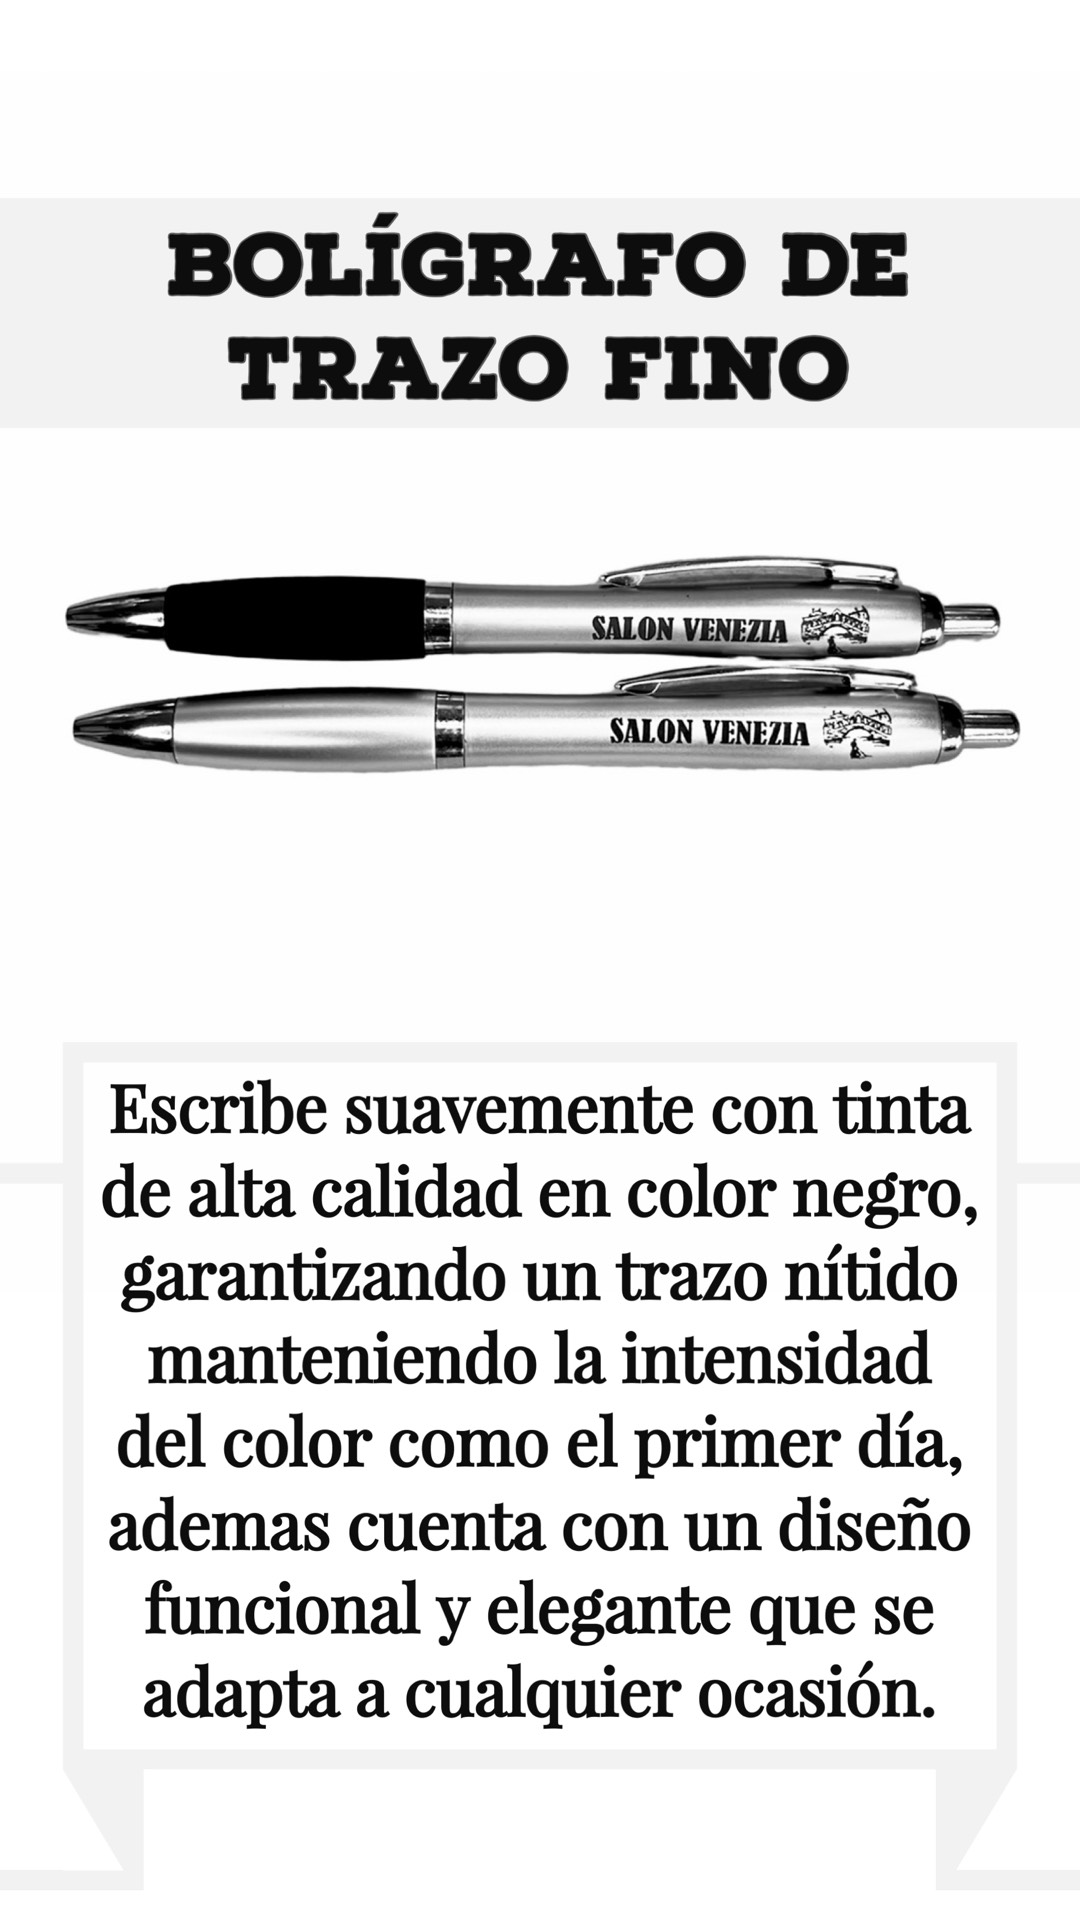 BOLÍGRAFO DE
TRAZO FINO
SALON VENEZIA
SALON VENEZIA
Escribe suavemente con tinta
de alta calidad en color negro,
garantizando un trazo nítido
manteniendo la intensidad
del color como el primer día,
ademas cuenta con un diseño
funcional y elegante que se
adapta a cualquier ocasión.